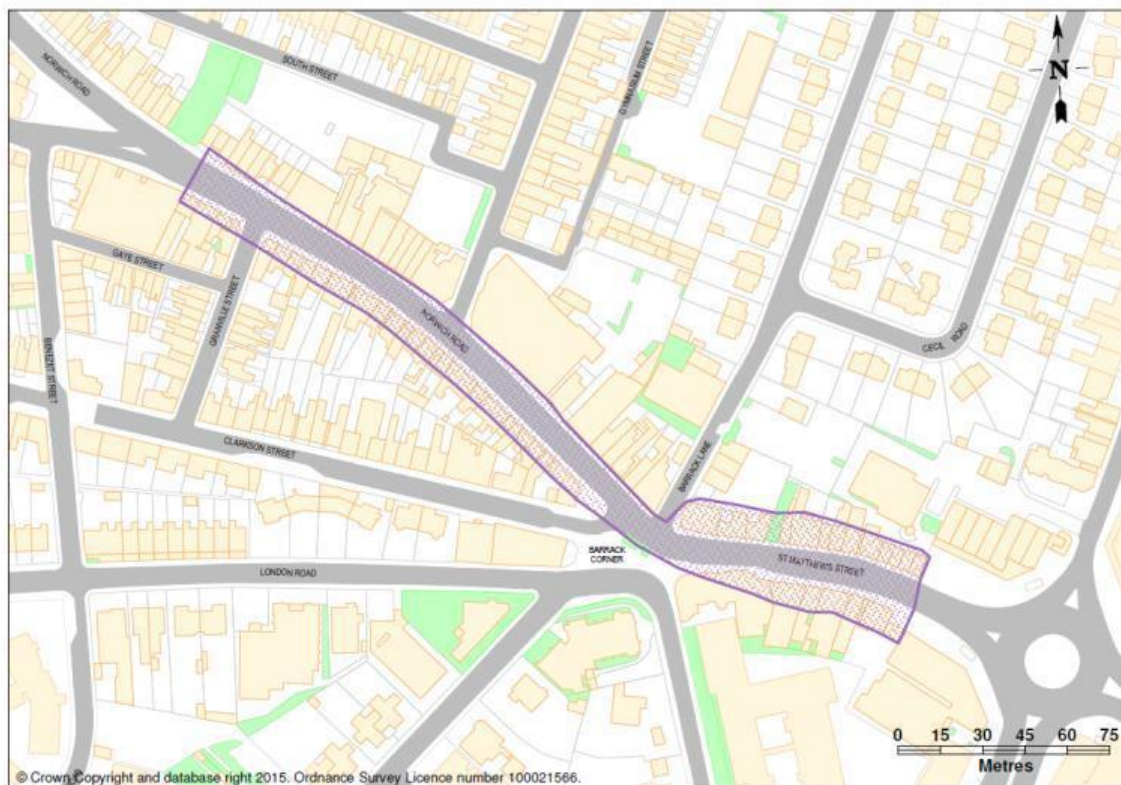 NORWICH ROAD
SOUTH STREET
GYMNASIUM STREET
N
GAYE STREET
GRANVILLE STREET
BENEZET STREET
NORWICH ROAD
CECIL ROAD
CLARKSON STREET
BARRACK LANE
BARRACK
CORNER
ST MATTHEWS STREET
LONDON ROAD
0 15 30 45 60 75
Metres
© Crown Copyright and database right 2015. Ordnance Survey Licence number 100021566.